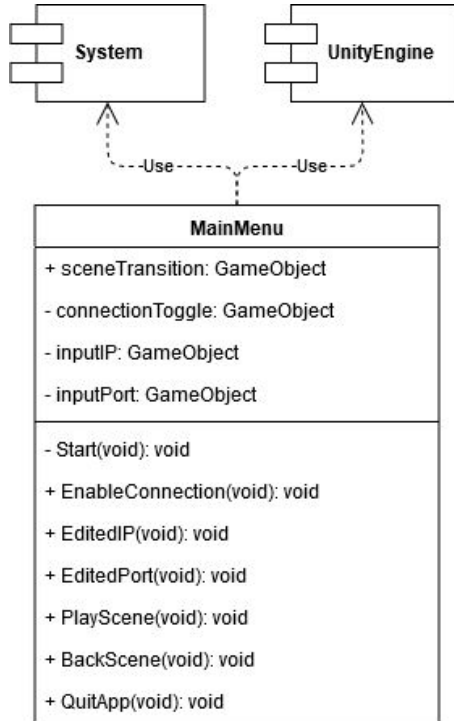 System
UnityEngine
Use
Use
MainMenu
+ sceneTransition: GameObject
- connectionToggle: GameObject
- inputIP: GameObject
- inputPort: GameObject
- Start(void): void
+ EnableConnection(void): void
+ EditedIP(void): void
+ EditedPort(void): void
+ PlayScene(void): void
+ BackScene(void): void
+ QuitApp(void): void